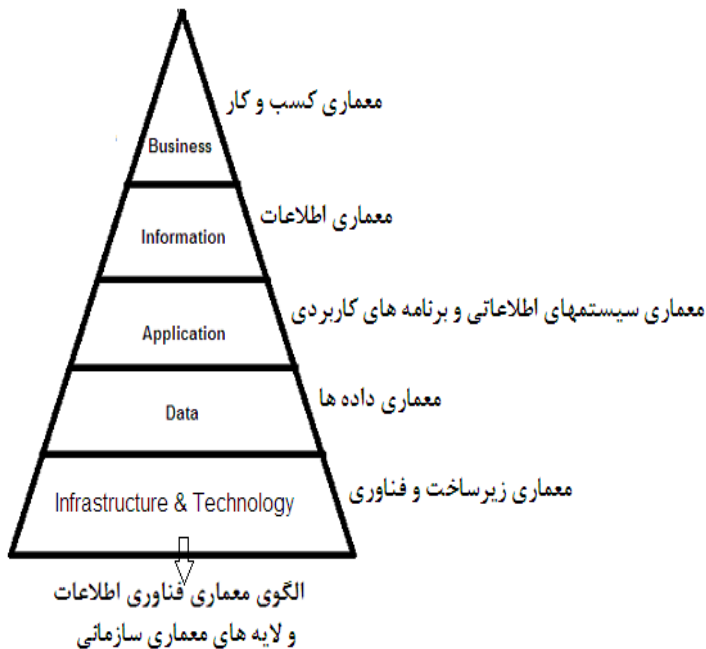 معماری کسب و کار
Business
معماری اطلاعات
Information
معماری سیستمهای اطلاعاتی و برنامه های کاربردی
Application
معماری داده ها
Data
معماری زیرساخت و فناوری
Infrastructure & Technology
الگوی معماری فناوری اطلاعات
و لایه های معماری سازمانی